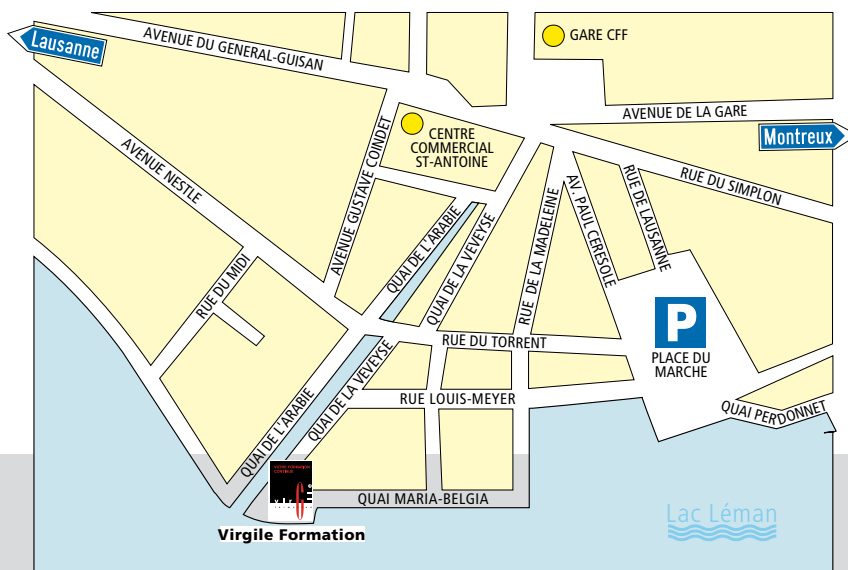 Lausanne
AVENUE DU GENERAL-GUISAN
GARE CFF
AVENUE DE LA GARE
Montreux
CENTRE
COMMERCIAL
ST-ANTOINE
AVENUE NESTLE
AVENUE GUSTAVE COINDET
RUE DU SIMPLON
RUE DE LAUSANNE
AV. PAUL CERESOLE
RUE DE LA MADELEINE
QUAI DE L'ARABIE
QUAI DE LA VEVEYSE
RUE DU MIDI
P
PLACE DU
MARCHE
RUE DU TORRENT
QUAI DE L'ARABIE
QUAI DE LA VEVEYSE
RUE LOUIS-MEYER
QUAI PERDONNET
QUAI MARIA-BELGIA
VIRGILE FORMATION
CONTINUE
Virgile Formation
Lac Léman